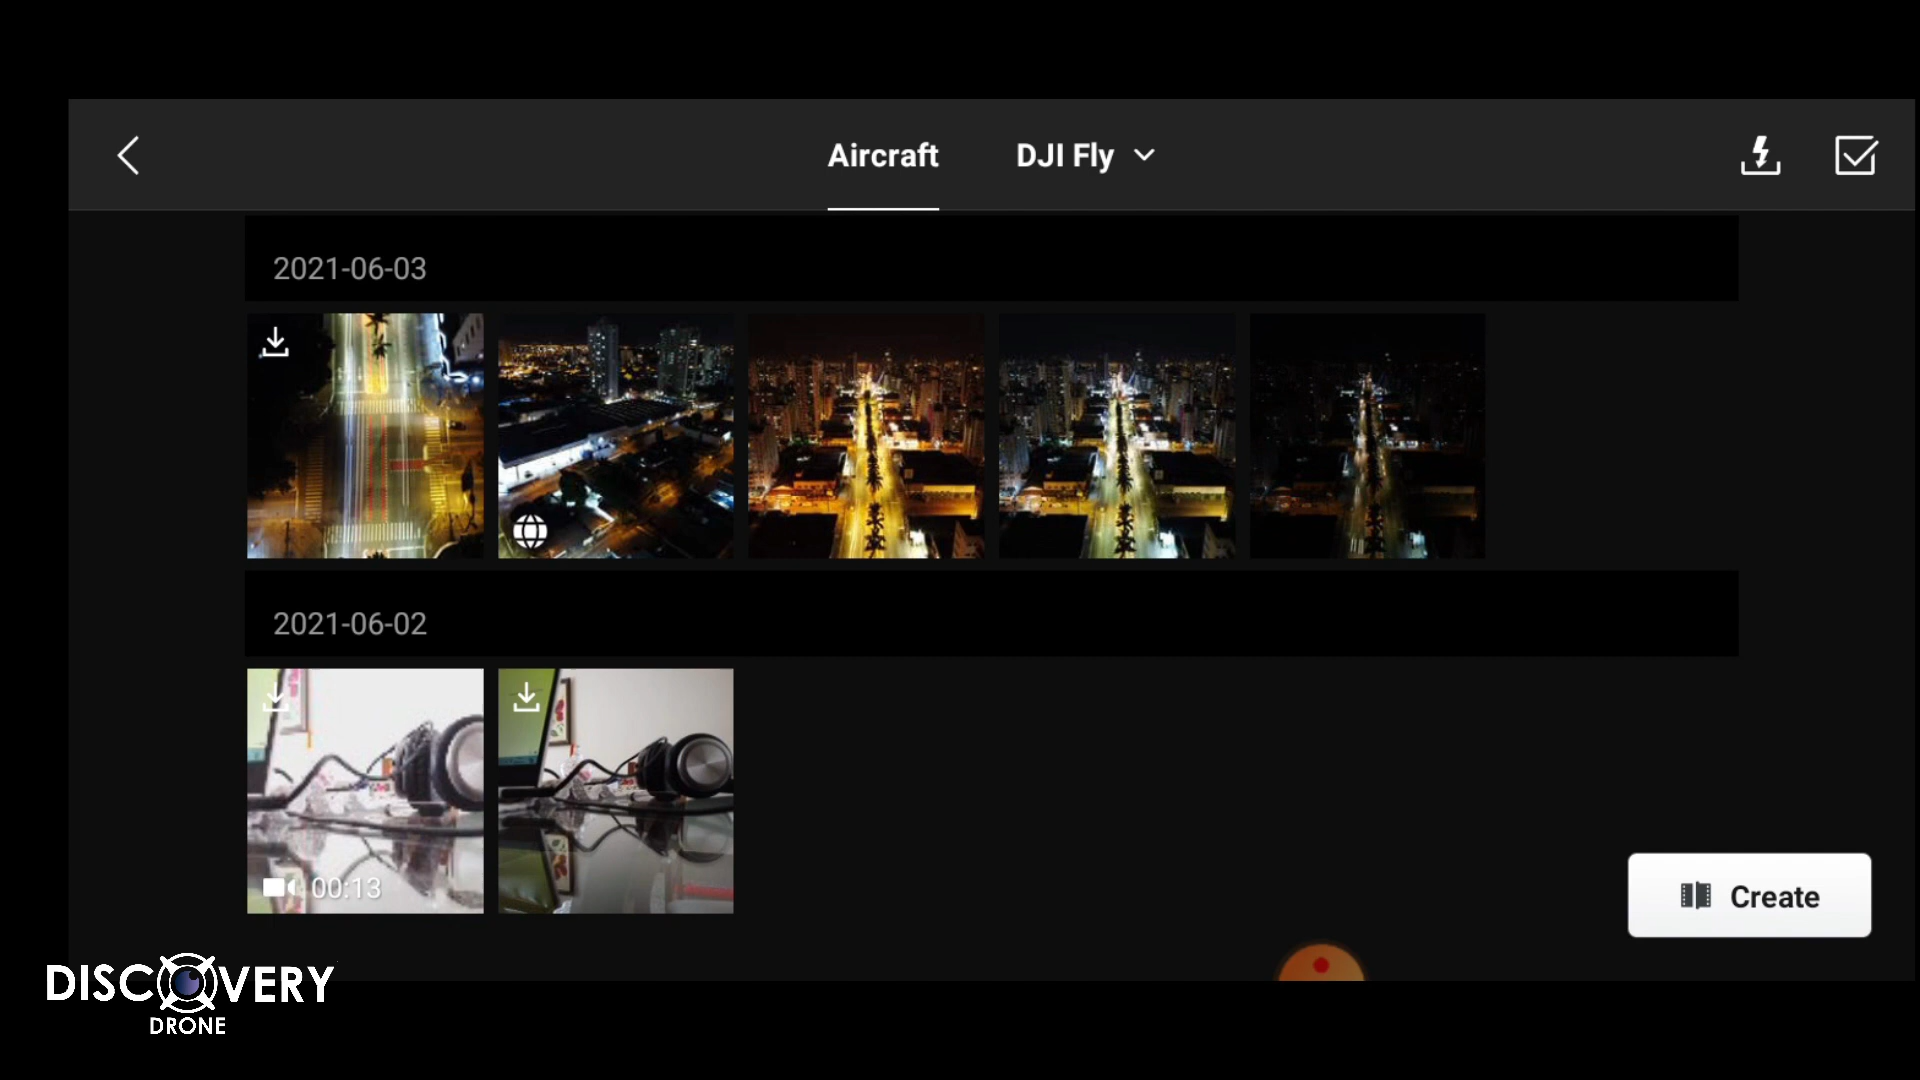 Aircraft
DJI Fly
2021-06-03
2021-06-02
00:13
Create
DISCOVERY
DRONE